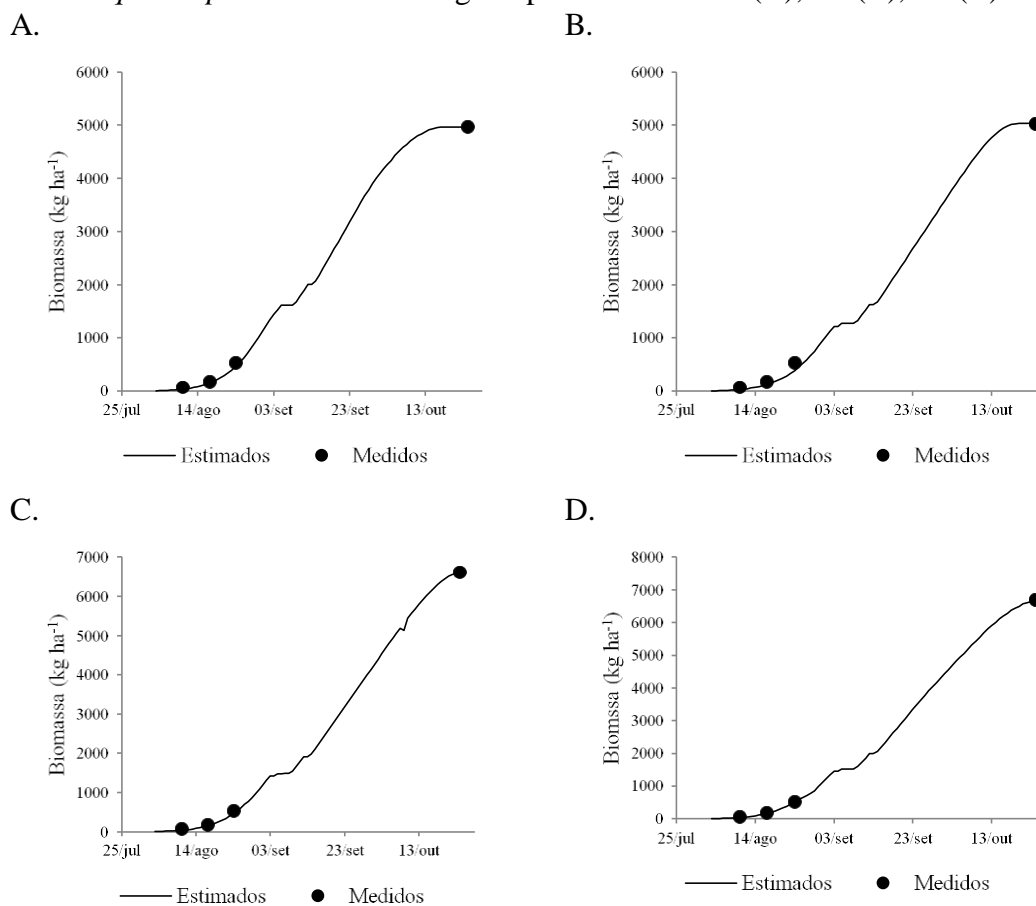 A.
B.
6000
5000
4000
3000
2000
1000
0
Biomassa (kg ha⁻¹)
25/jul 14/ago 03/set 23/set 13/out
Estimados Medidos
6000
5000
4000
3000
2000
1000
0
Biomassa (kg ha⁻¹)
25/jul 14/ago 03/set 23/set 13/out
Estimados Medidos
C.
D.
7000
6000
5000
4000
3000
2000
1000
0
Biomassa (kg ha⁻¹)
25/jul 14/ago 03/set 23/set 13/out
Estimados Medidos
8000
7000
6000
5000
4000
3000
2000
1000
0
Biomssa (kg ha⁻¹)
25/jul 14/ago 03/set 23/set 13/out
Estimados Medidos